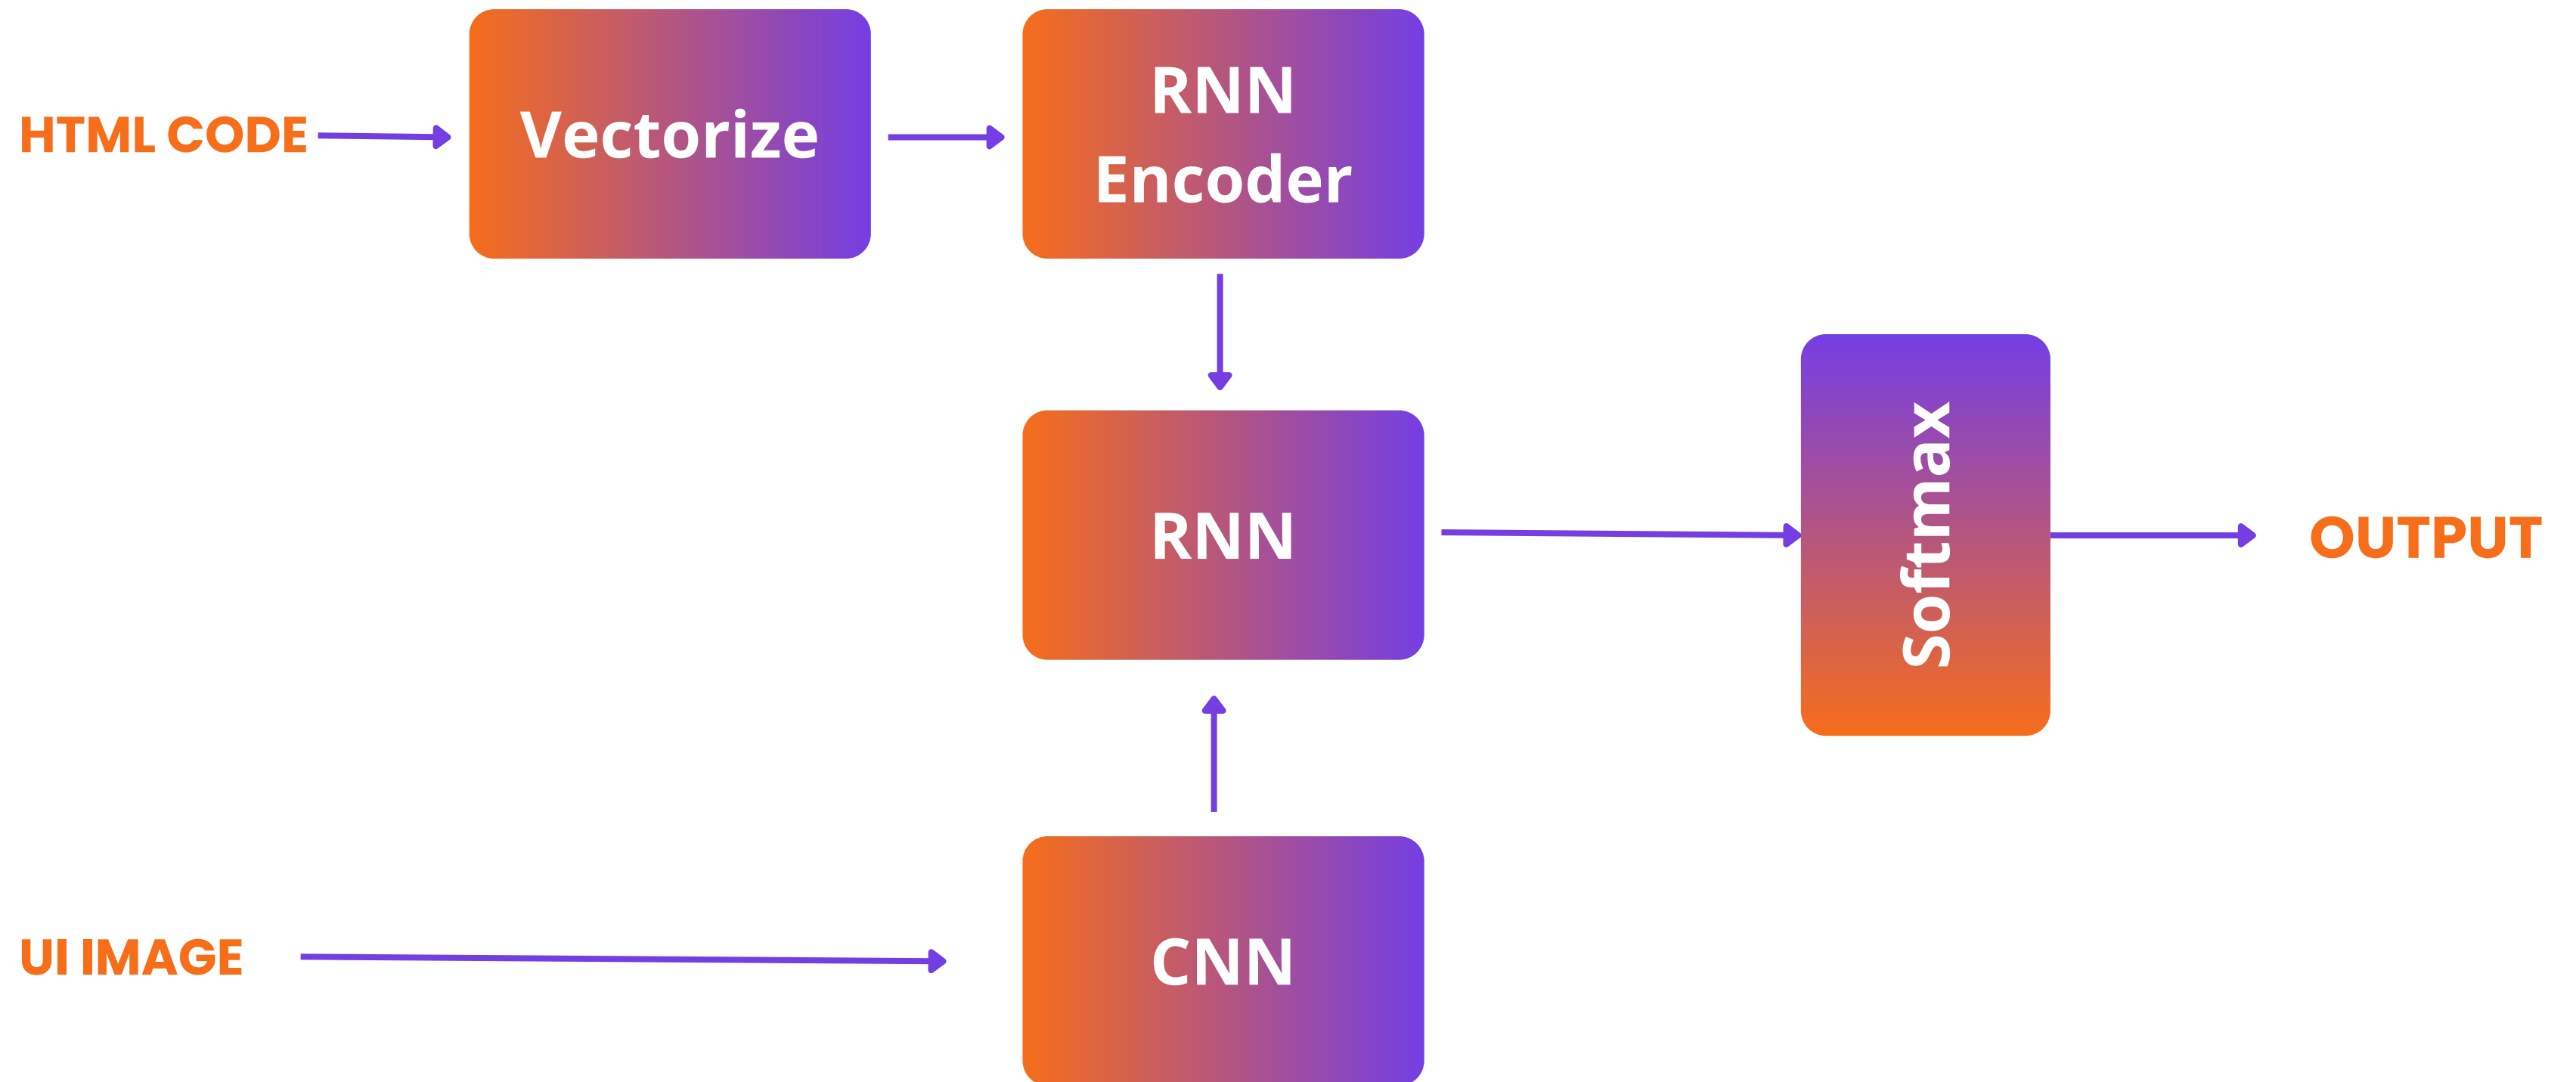 HTML CODE
Vectorize
RNN
Encoder
RNN
Softmax
OUTPUT
UI IMAGE
CNN